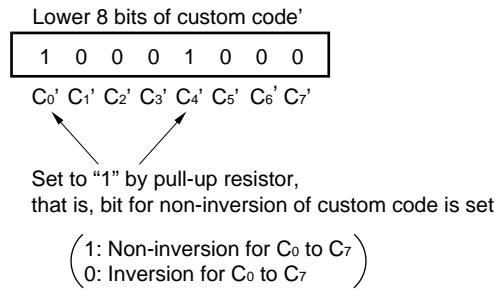 Lower 8 bits of custom code’
1 0 0 0 1 0 0 0
C0’ C1’ C2’ C3’ C4’ C5’ C6’ C7’
Set to “1” by pull-up resistor,
that is, bit for non-inversion of custom code is set
1: Non-inversion for C0 to C7
0: Inversion for C0 to C7